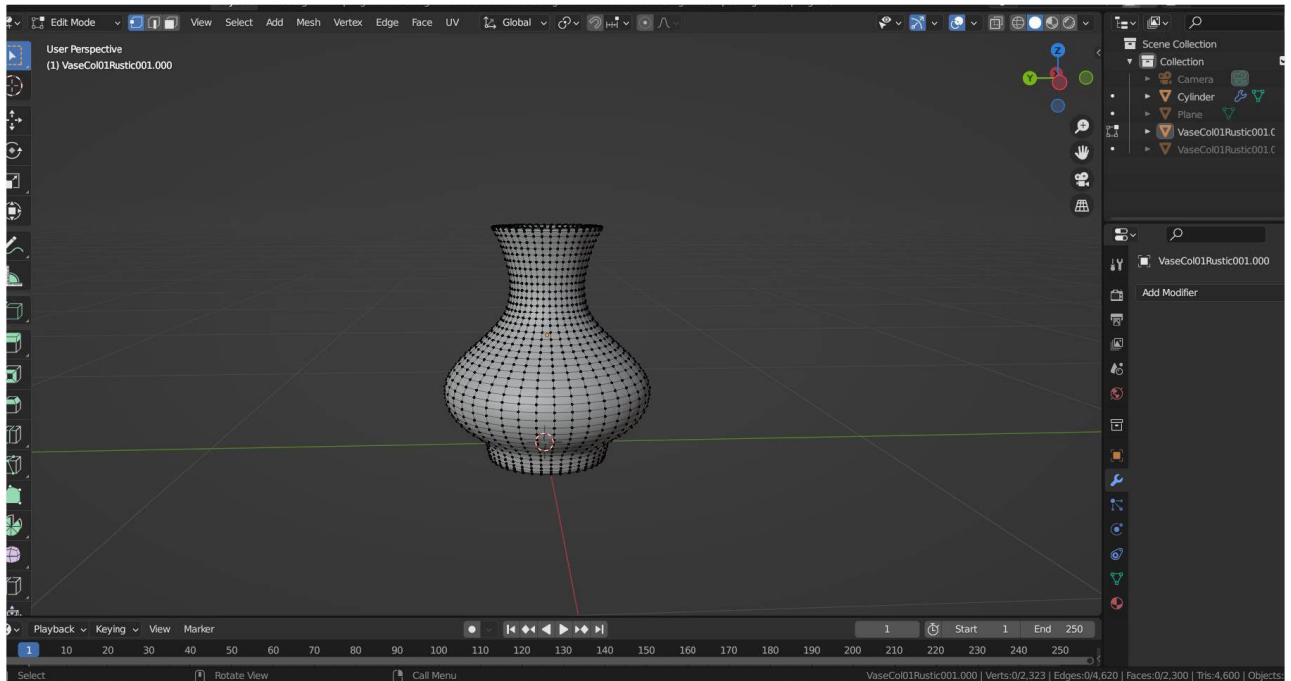 Edit Mode View Select Add Mesh Vertex Edge Face UV Global
User Perspective
(1) VaseCol01Rustic001.000
Z
Y
X
Scene Collection
Collection
Camera
Cylinder
Plane
VaseCol01Rustic001.0
VaseCol01Rustic001.0
VaseCol01Rustic001.000
Add Modifier
Playback Keying View Marker 1 Start 1 End 250
1 10 20 30 40 50 60 70 80 90 100 110 120 130 140 150 160 170 180 190 200 210 220 230 240 250
Select Rotate View Call Menu VaseCol01Rustic001.000 | Verts:0/2,323 | Edges:0/4,620 | Faces:0/2,300 | Tris:4,600 | Objects: